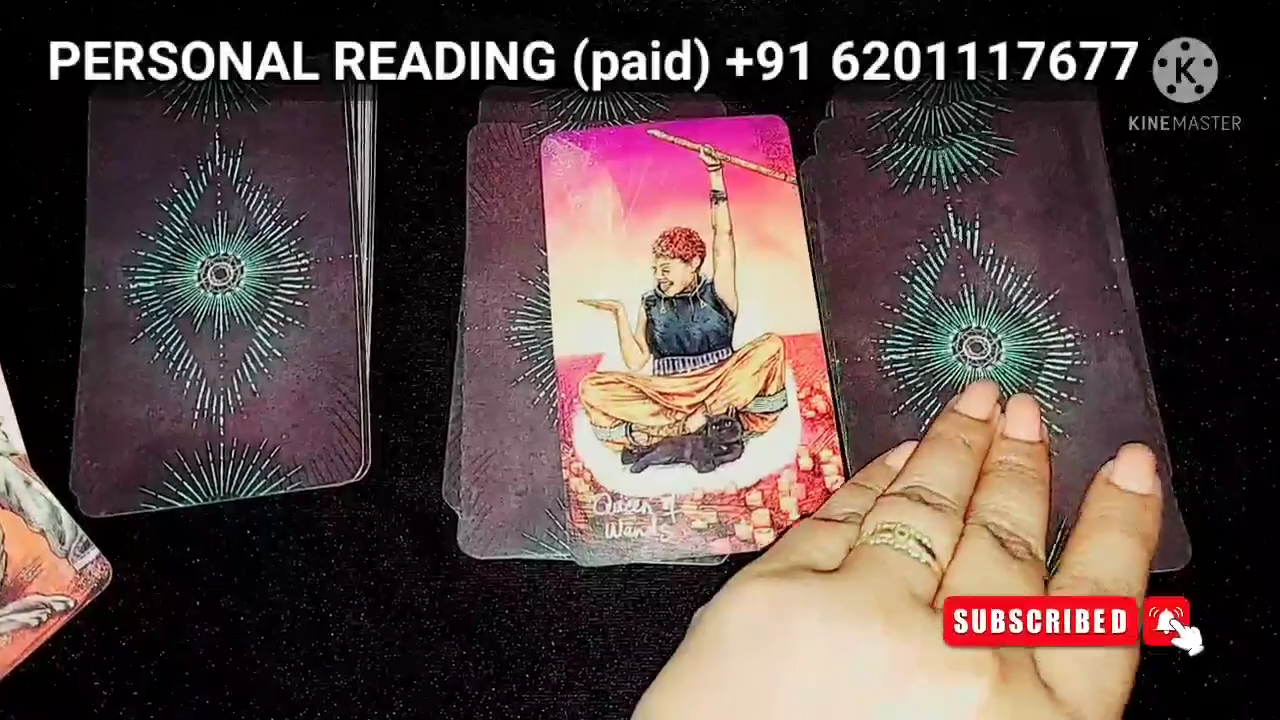 PERSONAL READING (paid) +91 6201117677
K
KINEMASTER
Queen of
Wands
SUBSCRIBED